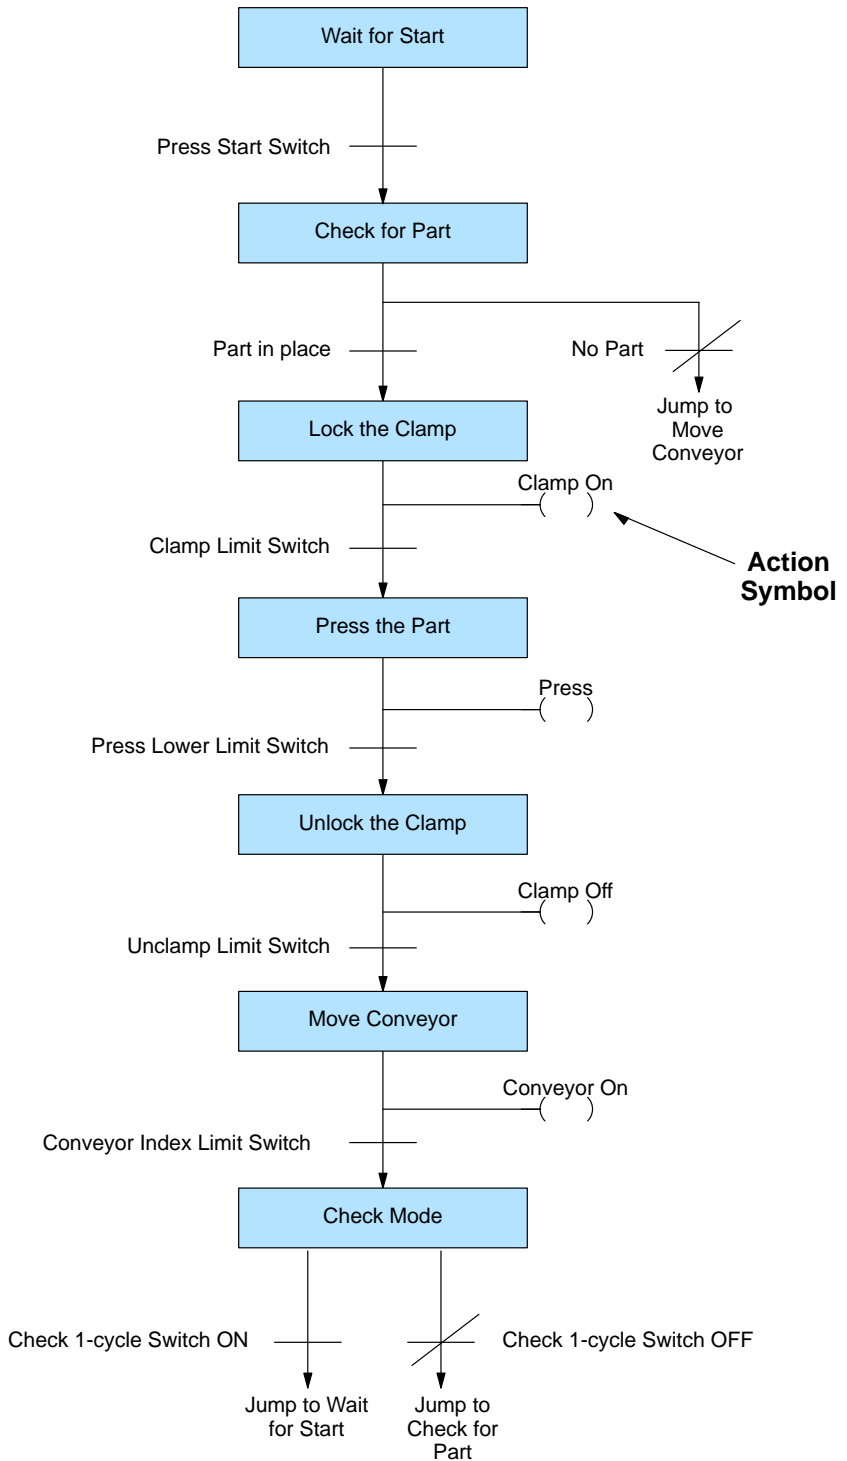 Wait for Start
Press Start Switch
Check for Part
Part in place
No Part
Jump to
Move
Conveyor
Lock the Clamp
Clamp On
Clamp Limit Switch
Action
Symbol
Press the Part
Press
Press Lower Limit Switch
Unlock the Clamp
Clamp Off
Unclamp Limit Switch
Move Conveyor
Conveyor On
Conveyor Index Limit Switch
Check Mode
Check 1-cycle Switch ON
Check 1-cycle Switch OFF
Jump to Wait
for Start
Jump to
Check for
Part